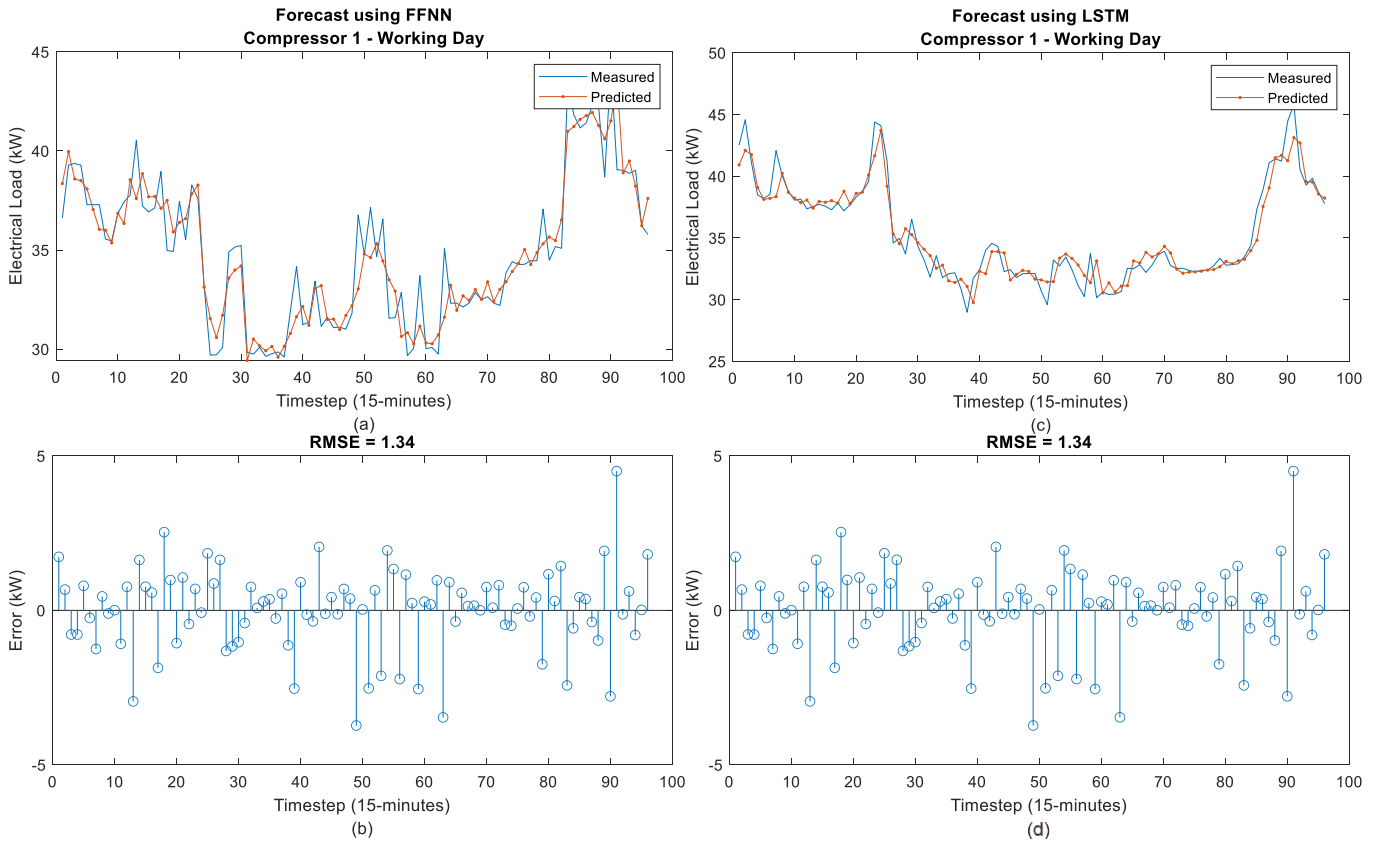 Forecast using FFNN
Compressor 1 - Working Day
45
40
35
30
Electrical Load (kW)
Measured
Predicted
0 10 20 30 40 50 60 70 80 90 100
Timestep (15-minutes)
(a)
Forecast using LSTM
Compressor 1 - Working Day
50
45
40
35
30
25
Electrical Load (kW)
Measured
Predicted
0 10 20 30 40 50 60 70 80 90 100
Timestep (15-minutes)
(c)
RMSE = 1.34
5
0
-5
Error (kW)
0 10 20 30 40 50 60 70 80 90 100
Timestep (15-minutes)
(b)
RMSE = 1.34
5
0
-5
Error (kW)
0 10 20 30 40 50 60 70 80 90 100
Timestep (15-minutes)
(d)